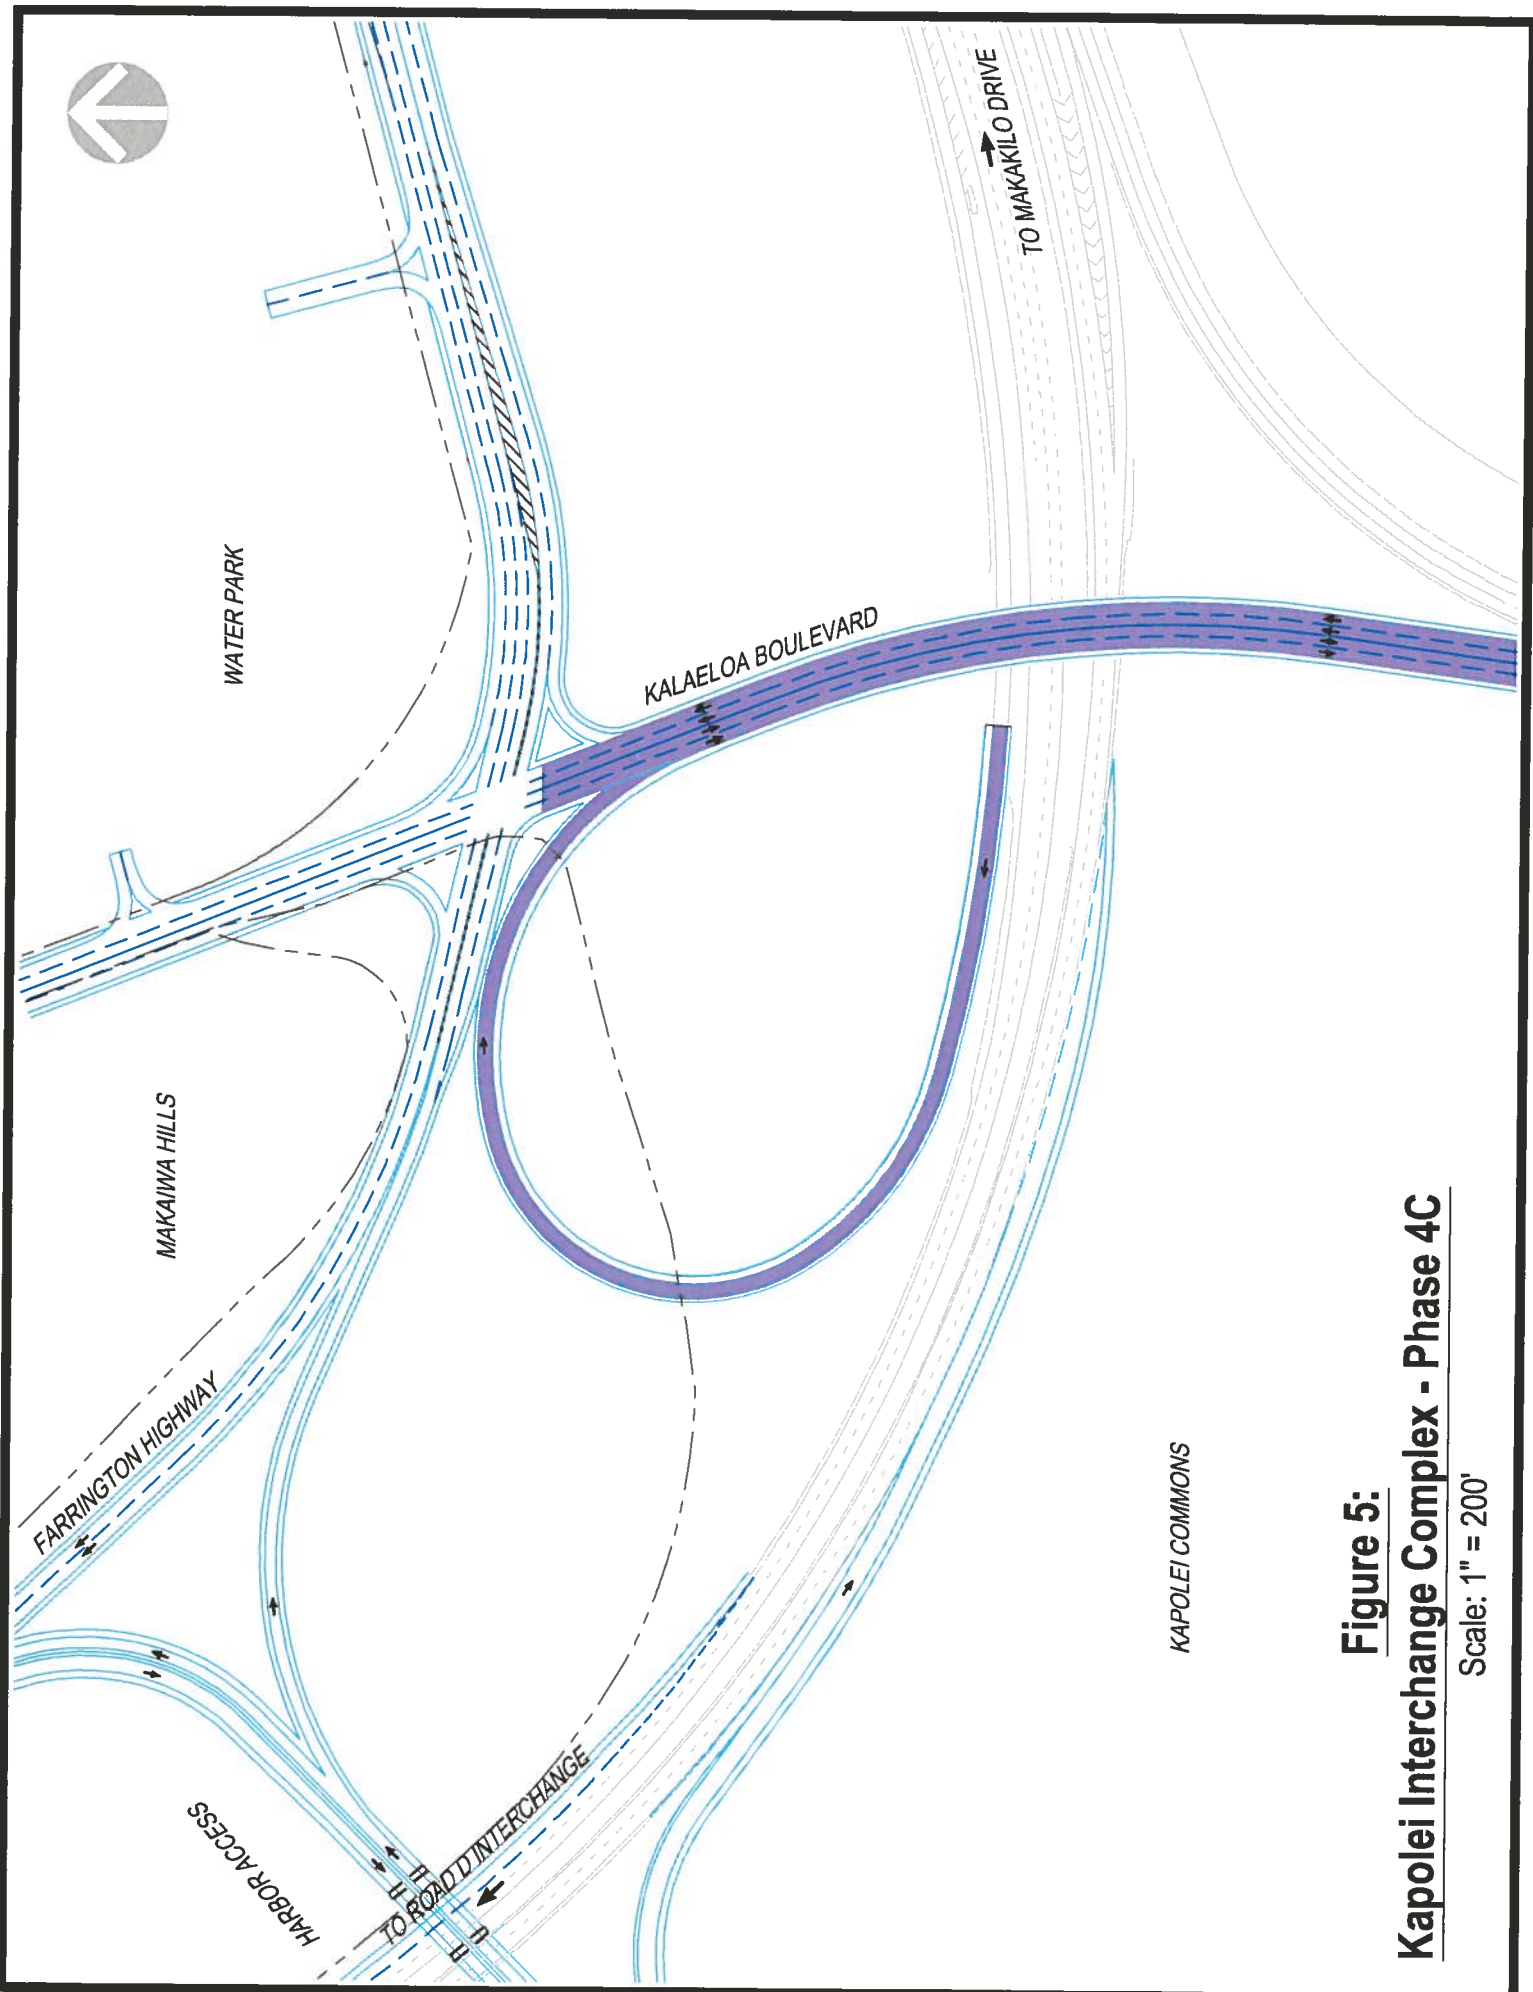 WATER PARK
TO MAKAKILO DRIVE
KALAELOA BOULEVARD
MAKAIWA HILLS
FARRINGTON HIGHWAY
HARBOR ACCESS
TO ROAD D INTERCHANGE
KAPOLEI COMMONS
Figure 5:
Kapolei Interchange Complex - Phase 4C
Scale: 1" = 200'